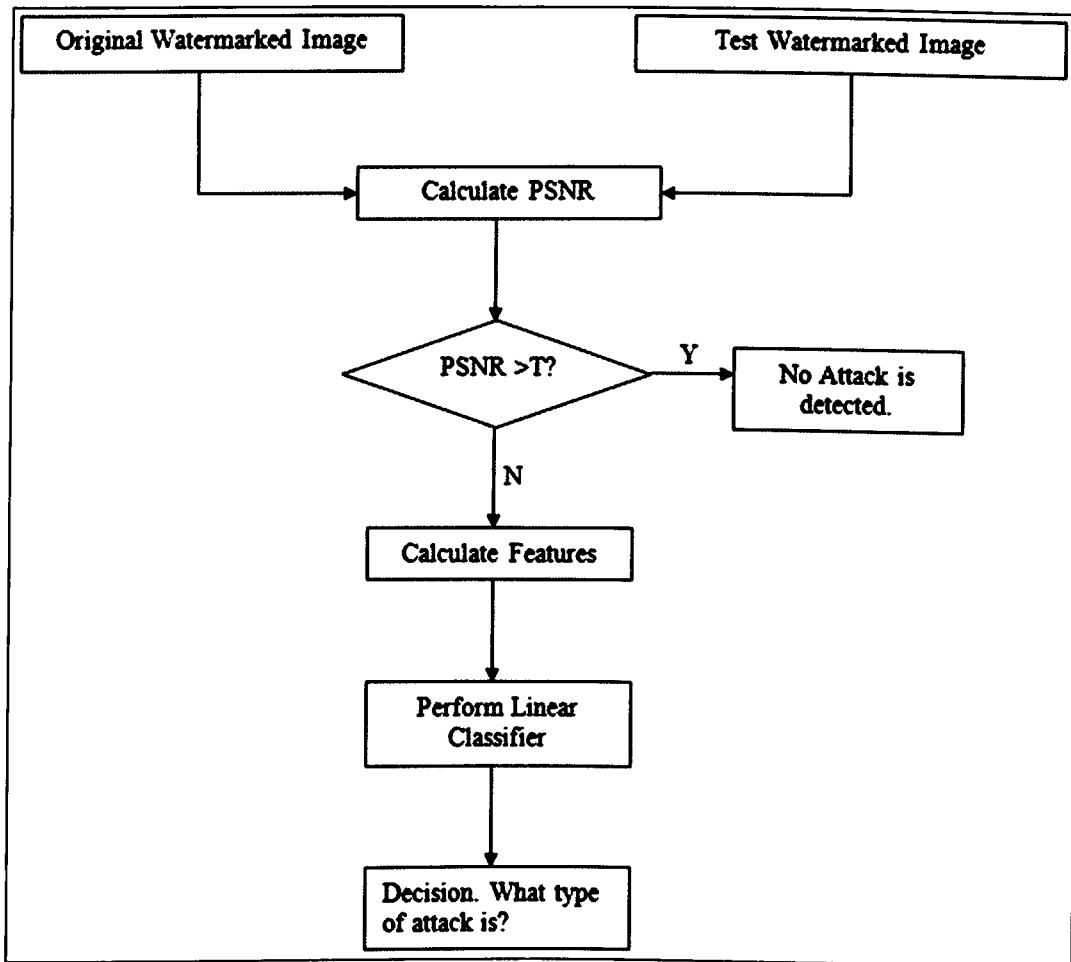 Original Watermarked Image
Test Watermarked Image
Calculate PSNR
PSNR >T?
Y
No Attack is
detected.
N
Calculate Features
Perform Linear
Classifier
Decision. What type
of attack is?